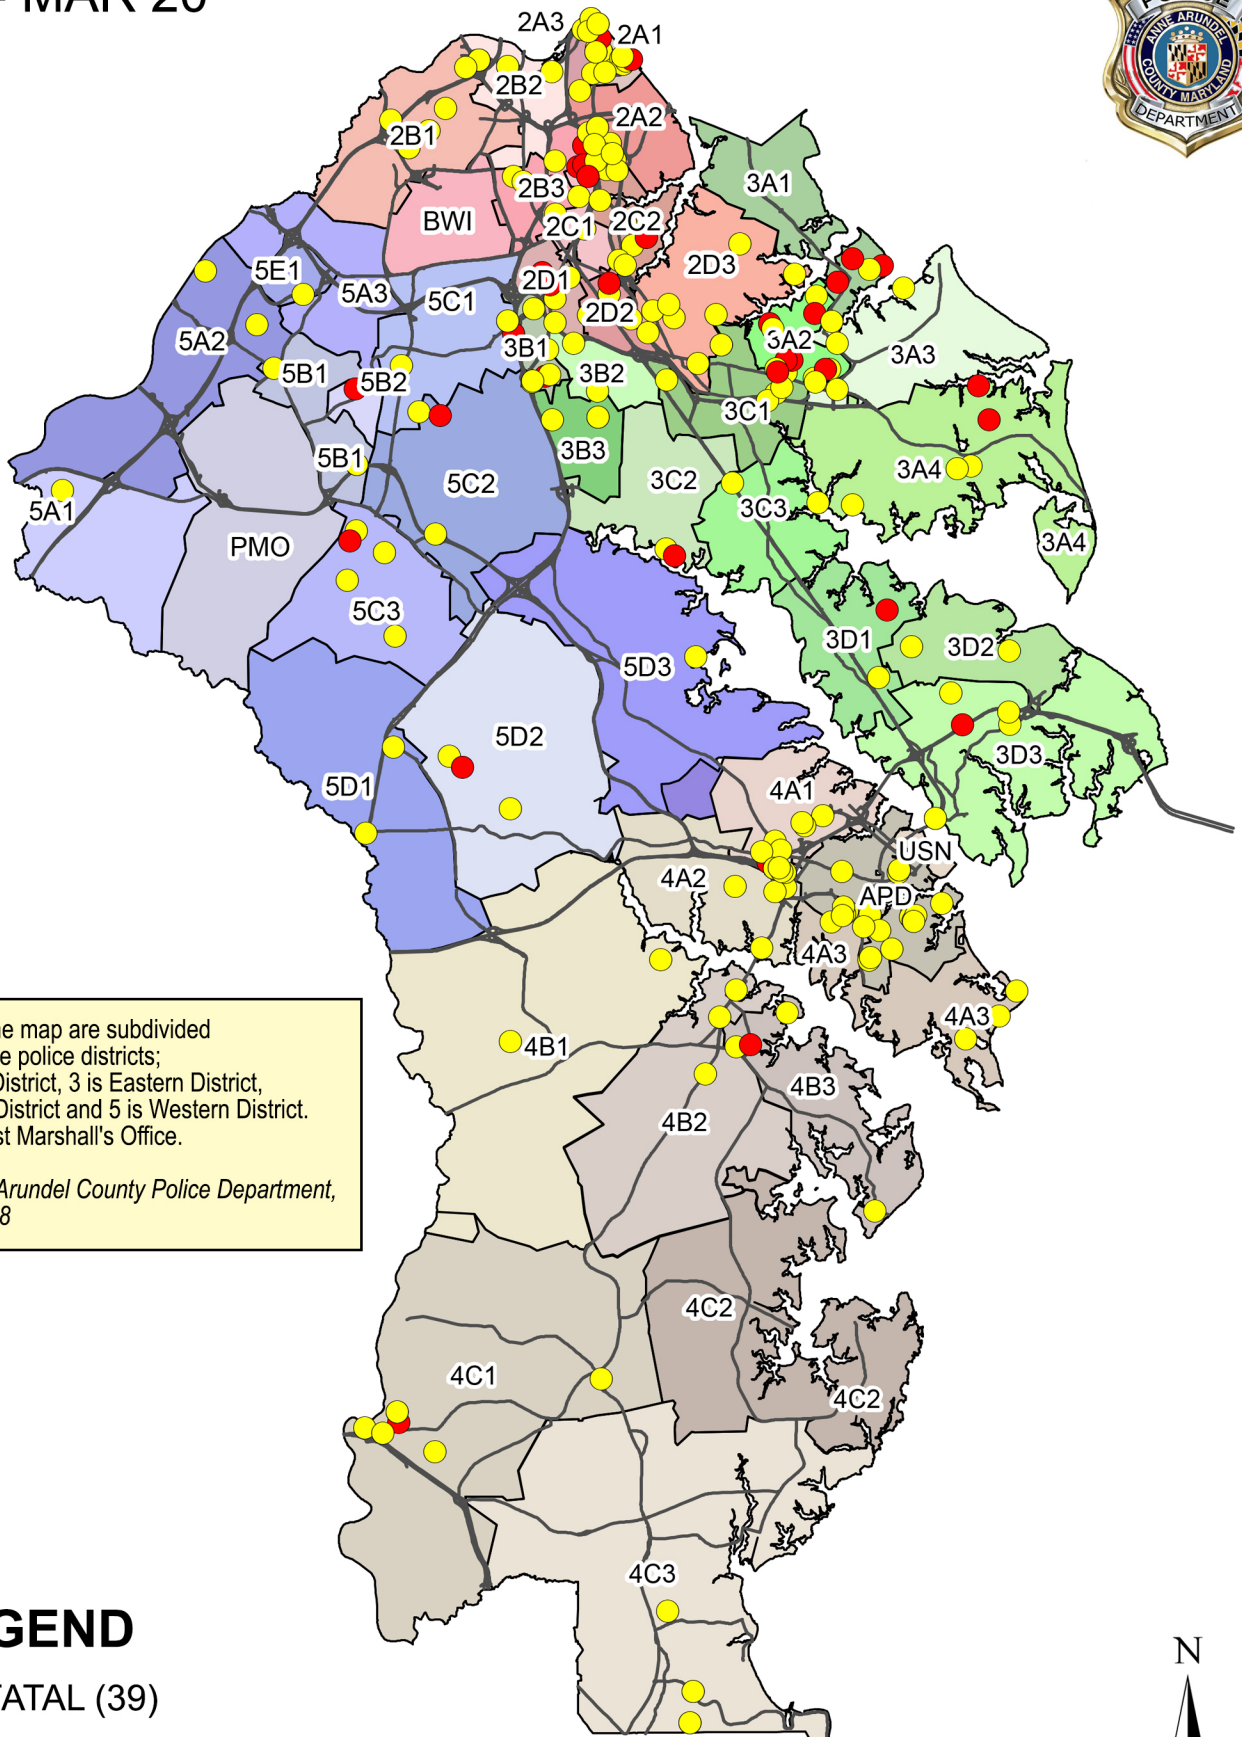 MAR 20
POLICE
ANNE ARUNDEL
COUNTY MARYLAND
DEPARTMENT
2A3
2A1
2B2
2A2
2B1
3A1
2B3
BWI
2C1
2C2
2D3
5E1
2D1
5A3
5C1
2D2
5A2
3B1
3A2
3A3
5B1
5B2
3B2
3C1
3B3
5B1
3A4
5C2
3C2
5A1
3C3
PMO
3A4
5C3
3D1
3D2
5D3
5D2
3D3
5D1
4A1
USN
4A2
APD
4A3
4A3
4B1
4B3
4B2
4C2
4C1
4C2
4C3
ne map are subdivided
e police districts;
District, 3 is Eastern District,
District and 5 is Western District.
st Marshall's Office.
Arundel County Police Department,
8
GEND
FATAL (39)
N